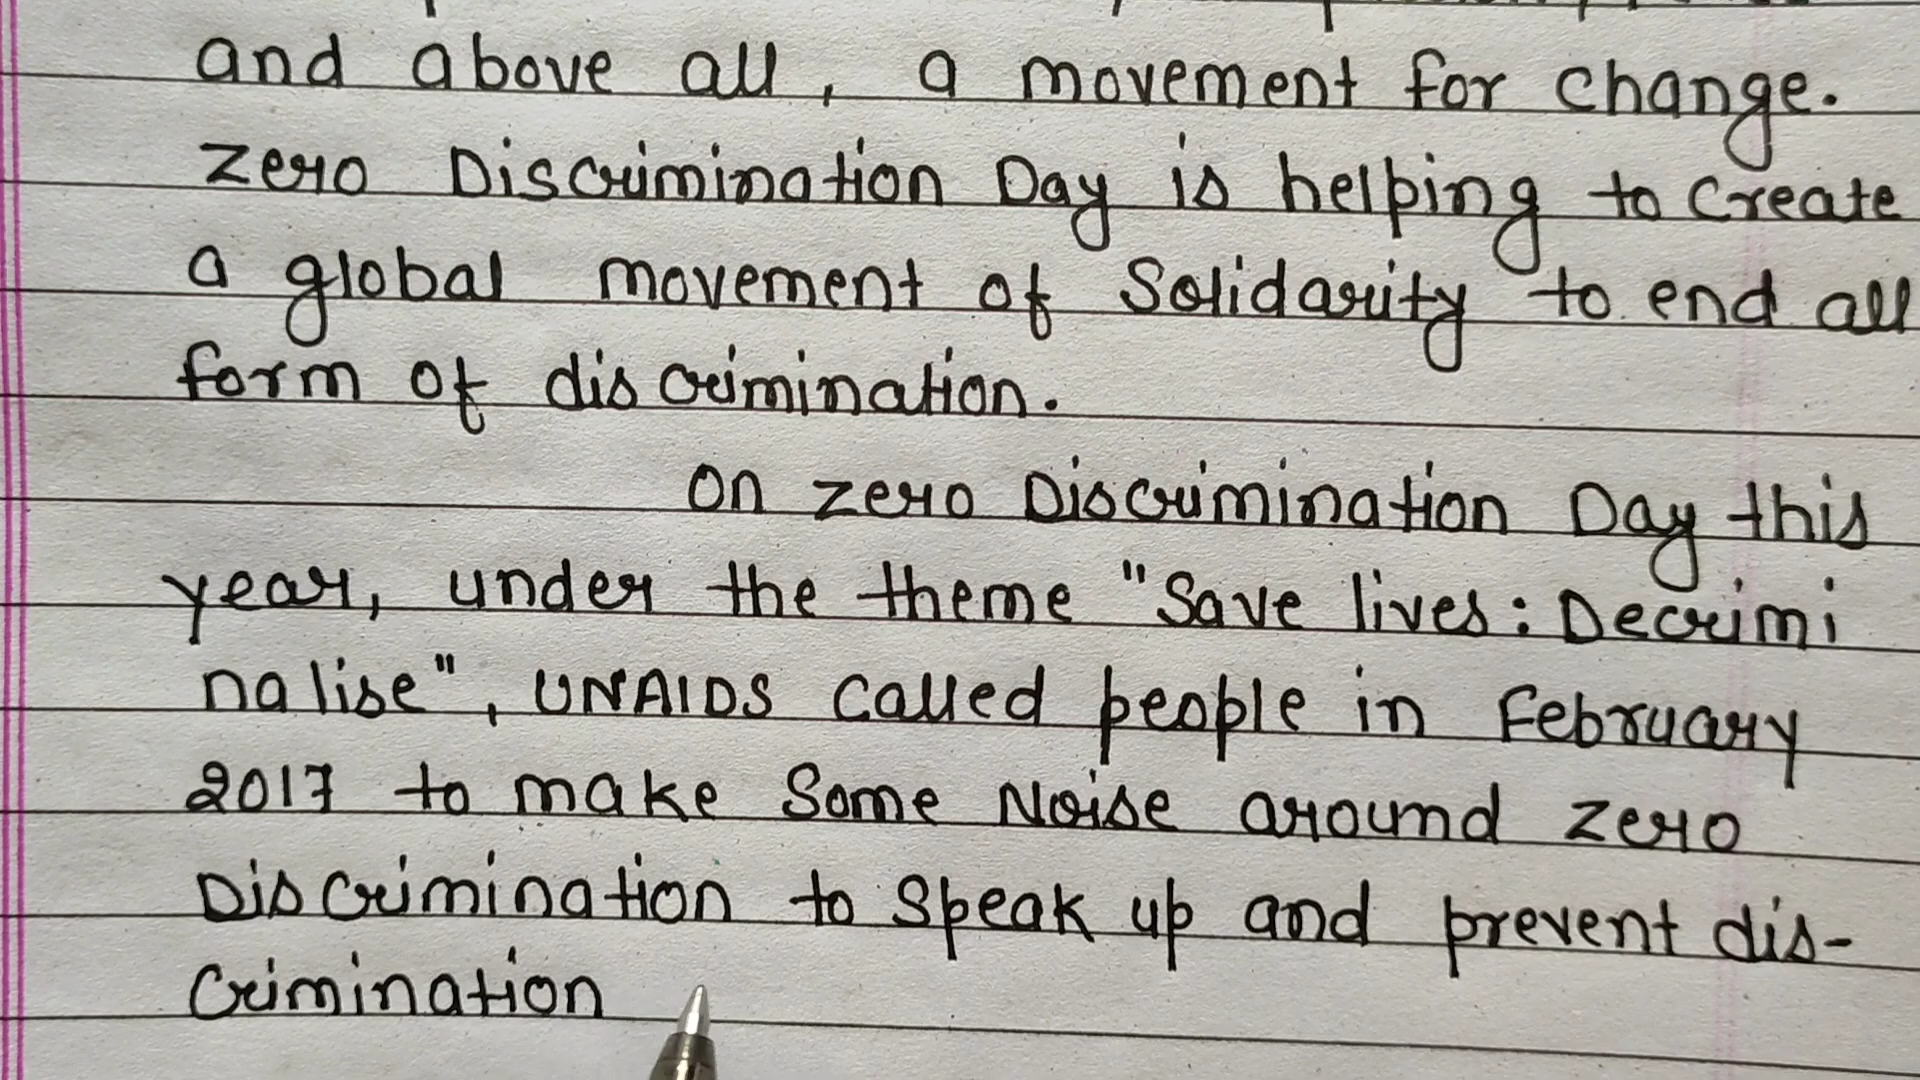 and above all, a movement for change.
Zero Discrimination Day is helping to create
a global movement of Solidarity to end all
form of discrimination.
On Zero Discrimination Day this
year, under the theme "Save lives: Decrimi
nalise", UNAIDS called people in February
2017 to make Some Noise around zero
Discrimination to speak up and prevent dis-
crimination